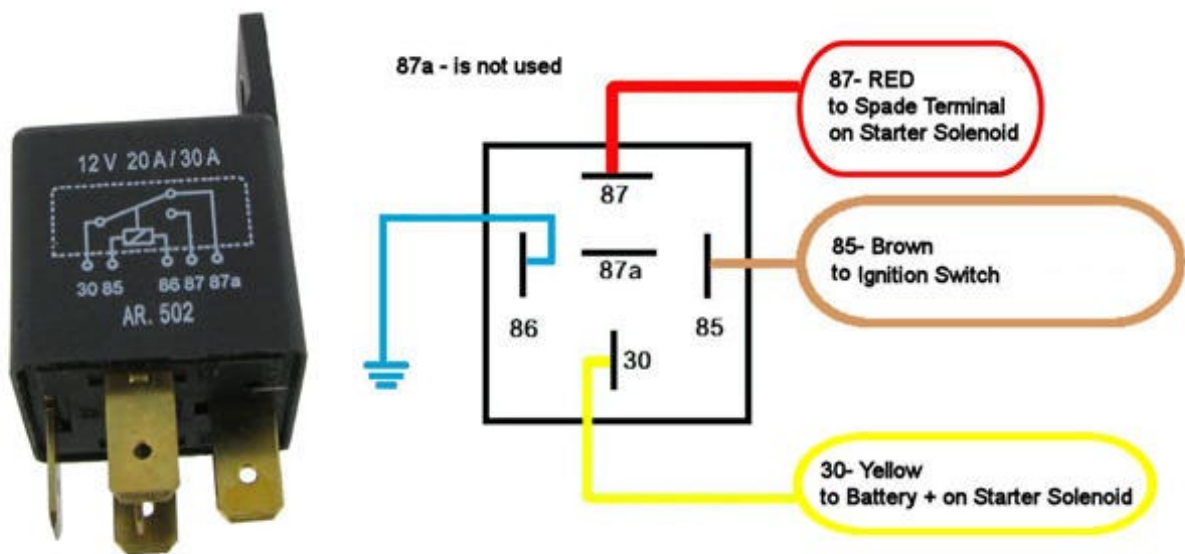 12 V 20 A / 30 A
30 85 86 87 87a
AR. 502
87a - is not used
87- RED
to Spade Terminal
on Starter Solenoid
87
87a
86
85
30
85- Brown
to Ignition Switch
30- Yellow
to Battery + on Starter Solenoid